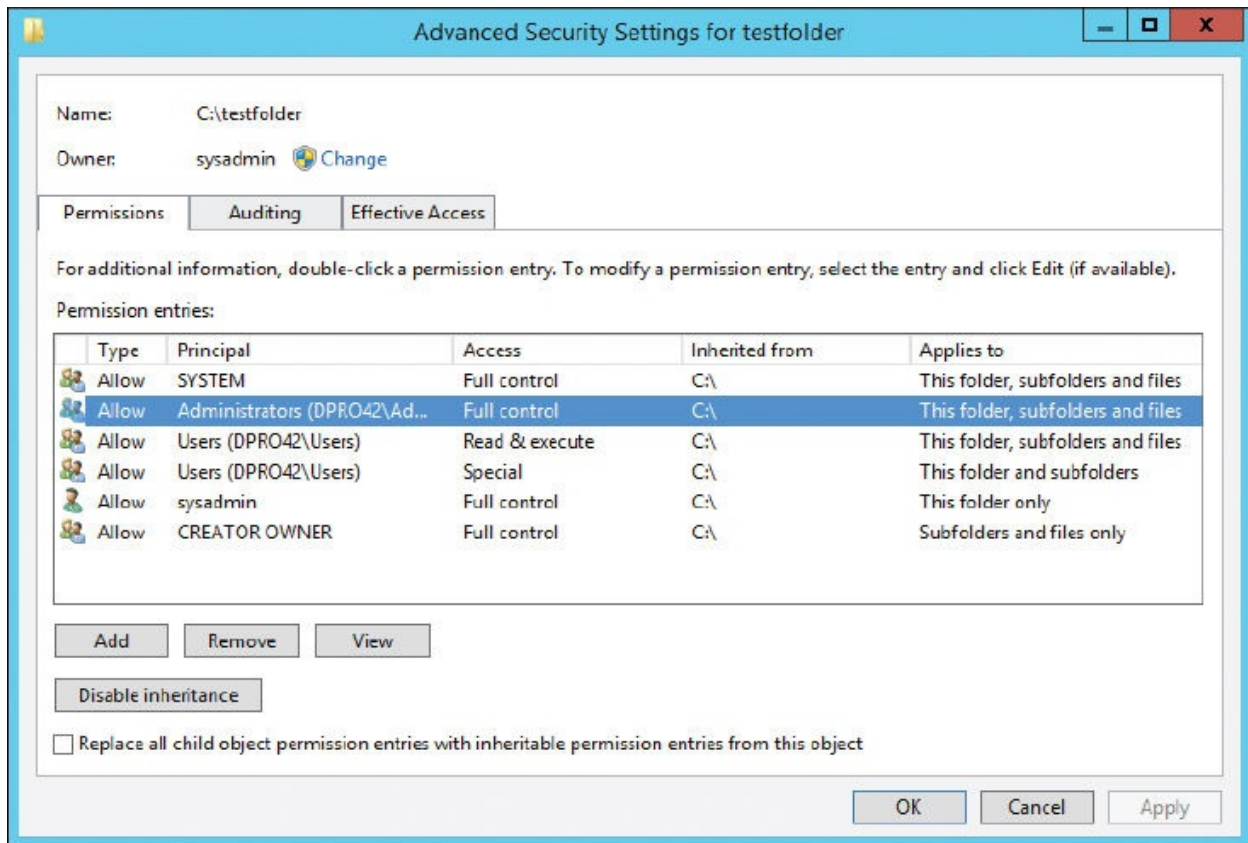 Advanced Security Settings for testfolder
Name: C:\testfolder
Owner: sysadmin Change
Permissions Auditing Effective Access
For additional information, double-click a permission entry. To modify a permission entry, select the entry and click Edit (if available).
Permission entries:
Type Principal Access Inherited from Applies to
Allow SYSTEM Full control C:\ This folder, subfolders and files
Allow Administrators (DPRO42\Ad... Full control C:\ This folder, subfolders and files
Allow Users (DPRO42\Users) Read & execute C:\ This folder, subfolders and files
Allow Users (DPRO42\Users) Special C:\ This folder and subfolders
Allow sysadmin Full control C:\ This folder only
Allow CREATOR OWNER Full control C:\ Subfolders and files only
Add Remove View
Disable inheritance
Replace all child object permission entries with inheritable permission entries from this object
OK Cancel Apply